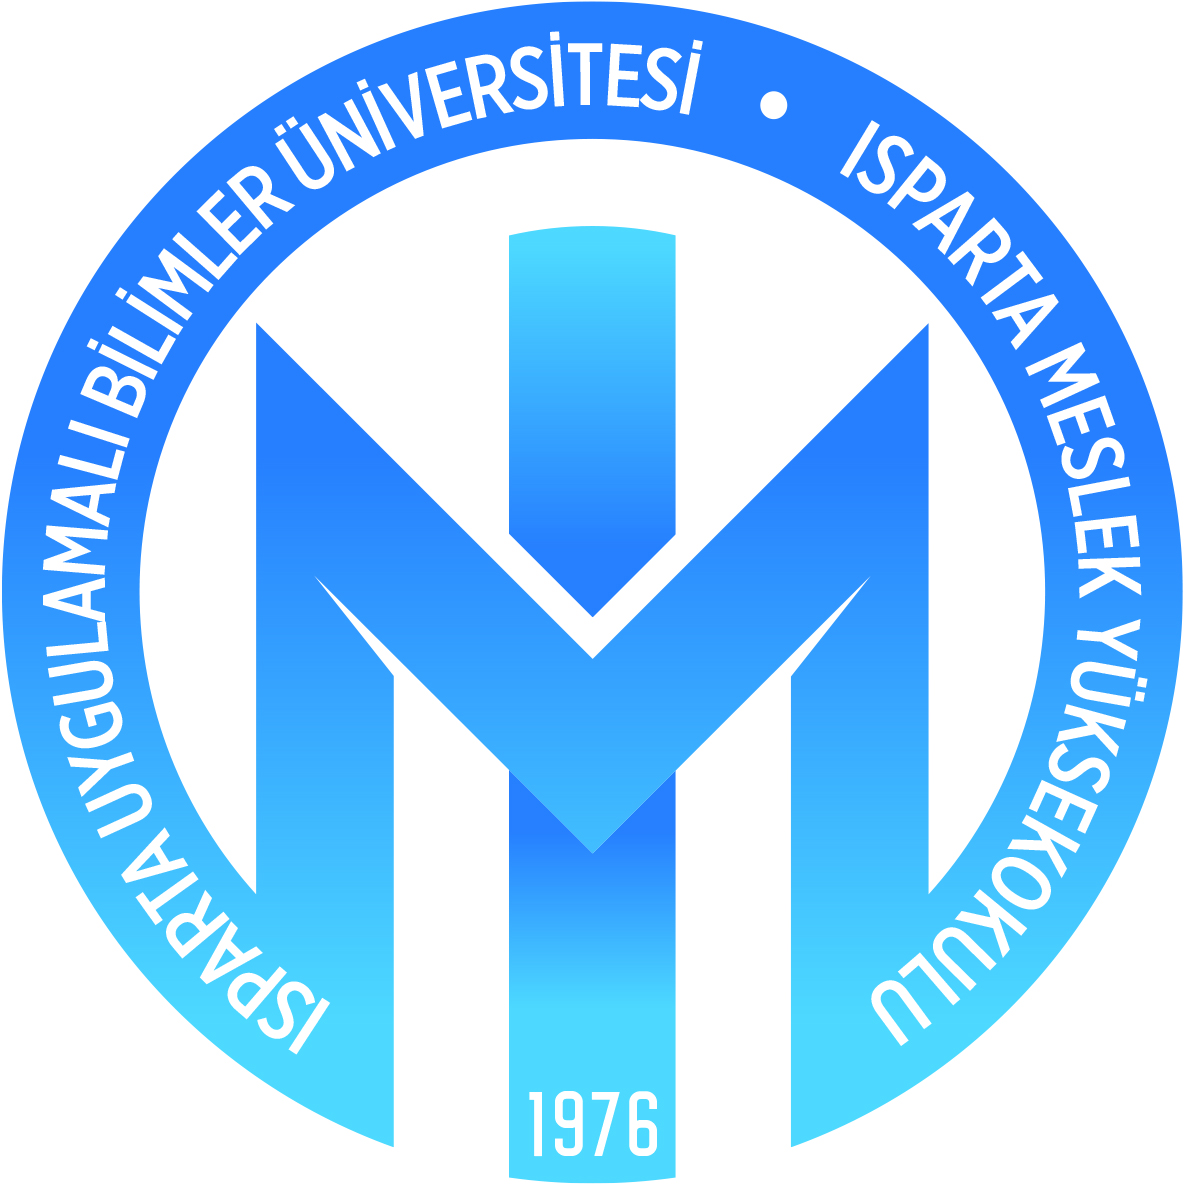 ISPARTA UYGULAMALI BİLİMLER ÜNİVERSİTESİ • ISPARTA MESLEK YÜKSEKOKULU
1976